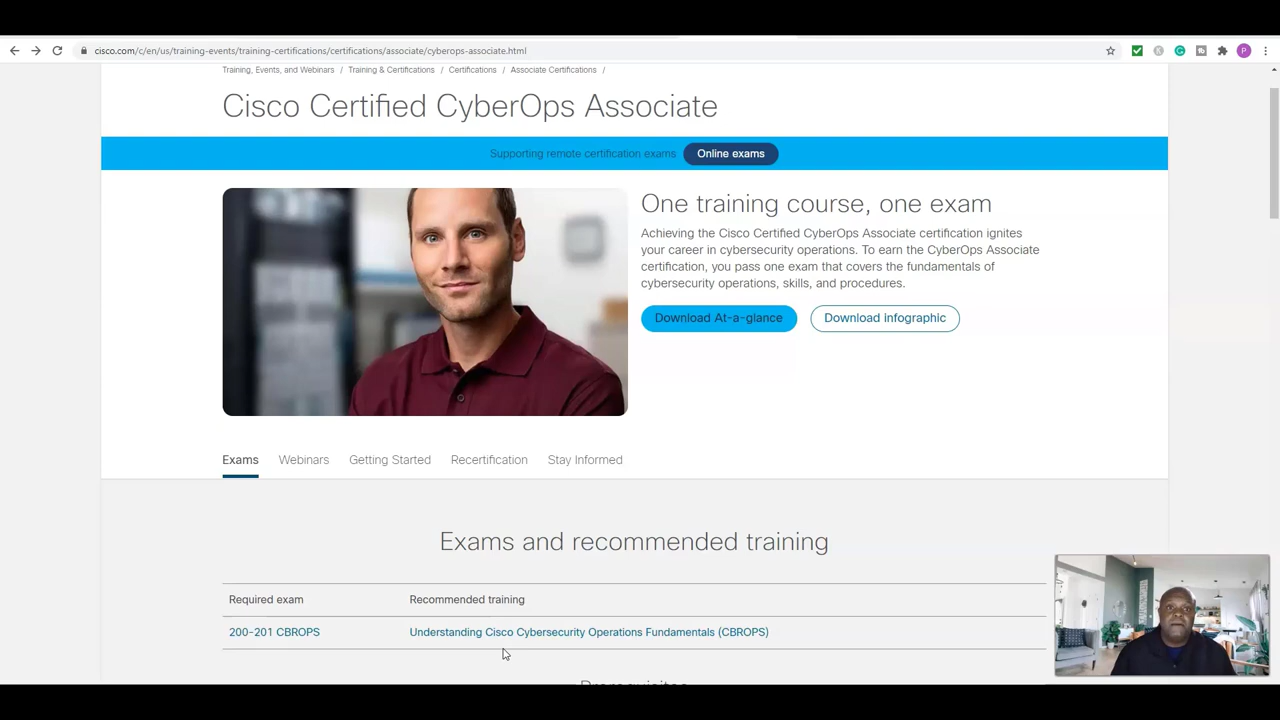 cisco.com/c/en/us/training-events/training-certifications/certifications/associate/cyberops-associate.html
P
Training, Events, and Webinars / Training & Certifications / Certifications / Associate Certifications /
Cisco Certified CyberOps Associate
Supporting remote certification exams Online exams
One training course, one exam
Achieving the Cisco Certified CyberOps Associate certification ignites
your career in cybersecurity operations. To earn the CyberOps Associate
certification, you pass one exam that covers the fundamentals of
cybersecurity operations, skills, and procedures.
Download At-a-glance Download infographic
Exams Webinars Getting Started Recertification Stay Informed
Exams and recommended training
Required exam Recommended training
200-201 CBROPS Understanding Cisco Cybersecurity Operations Fundamentals (CBROPS)
Prerequisites